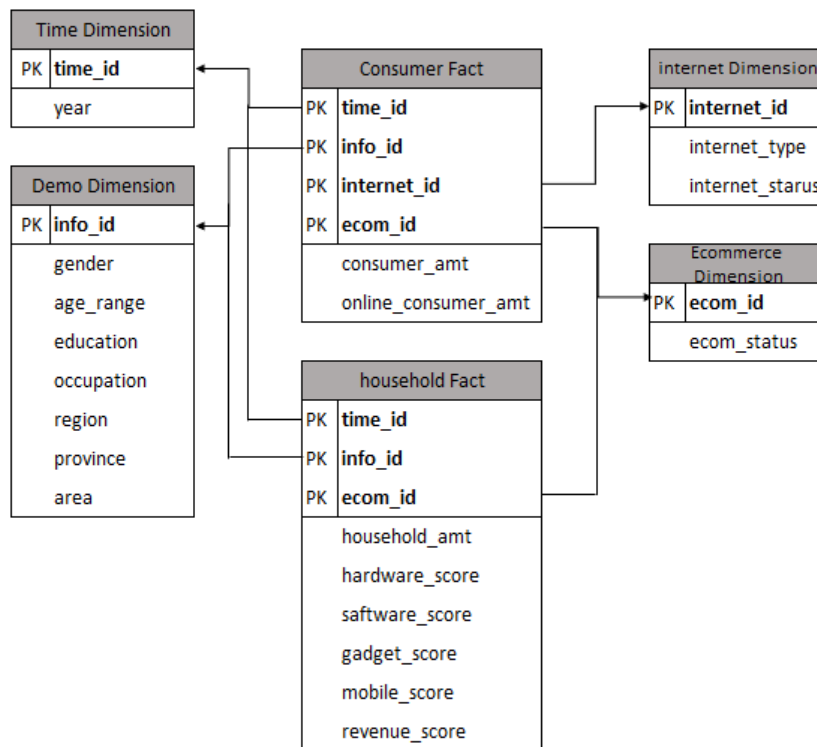 Time Dimension
PK time_id
year
Demo Dimension
PK info_id
gender
age_range
education
occupation
region
province
area
Consumer Fact
PK time_id
PK info_id
PK internet_id
PK ecom_id
consumer_amt
online_consumer_amt
household Fact
PK time_id
PK info_id
PK ecom_id
household_amt
hardware_score
saftware_score
gadget_score
mobile_score
revenue_score
internet Dimension
PK internet_id
internet_type
internet_starus
Ecommerce
Dimension
PK ecom_id
ecom_status